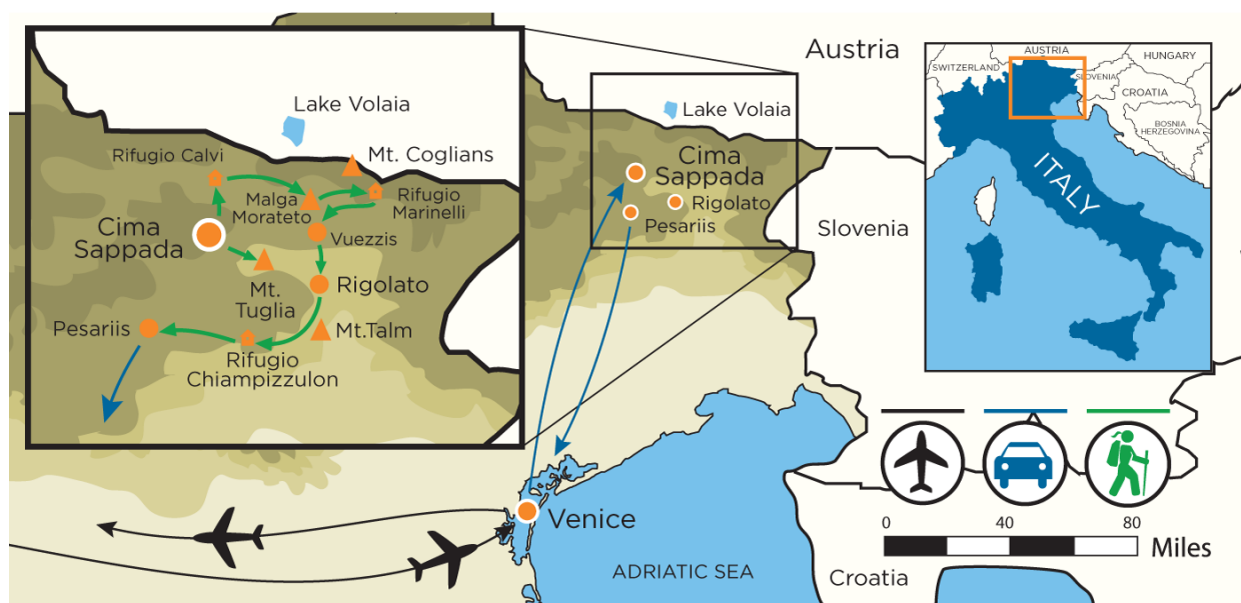 Lake Volaia
Rifugio Calvi
Mt. Coglians
Malga
Morateto
Rifugio
Marinelli
Cima
Sappada
Vuezzis
Mt.
Tuglia
Rigolato
Pesariis
Mt.Talm
Rifugio
Chiampizzulon
Austria
Lake Volaia
Cima
Sappada
Rigolato
Pesariis
Slovenia
Venice
ADRIATIC SEA
Croatia
AUSTRIA
HUNGARY
SWITZERLAND
SLOVENIA
CROATIA
BOSNIA
HERZEGOVINA
ITALY
0 40 80
Miles